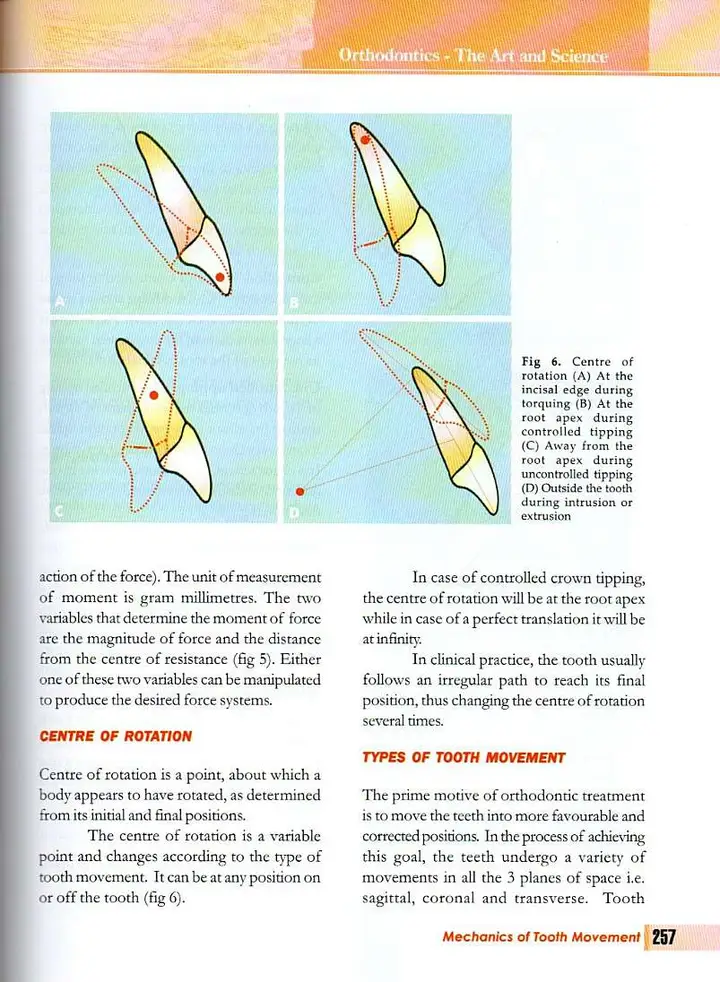 Orthodontics - The Art and Science
A
B
C
D
Fig 6. Centre of
rotation (A) At the
incisal edge during
torquing (B) At the
root apex during
controlled tipping
(C) Away from the
root apex during
uncontrolled tipping
(D) Outside the tooth
during intrusion or
extrusion
action of the force). The unit of measurement
of moment is gram millimetres. The two
variables that determine the moment of force
are the magnitude of force and the distance
from the centre of resistance (fig 5). Either
one of these two variables can be manipulated
to produce the desired force systems.
CENTRE OF ROTATION
Centre of rotation is a point, about which a
body appears to have rotated, as determined
from its initial and final positions.
The centre of rotation is a variable
point and changes according to the type of
tooth movement. It can be at any position on
or off the tooth (fig 6).
In case of controlled crown tipping,
the centre of rotation will be at the root apex
while in case of a perfect translation it will be
at infinity.
In clinical practice, the tooth usually
follows an irregular path to reach its final
position, thus changing the centre of rotation
several times.
TYPES OF TOOTH MOVEMENT
The prime motive of orthodontic treatment
is to move the teeth into more favourable and
corrected positions. In the process of achieving
this goal, the teeth undergo a variety of
movements in all the 3 planes of space i.e.
sagittal, coronal and transverse. Tooth
Mechanics of Tooth Movement 257